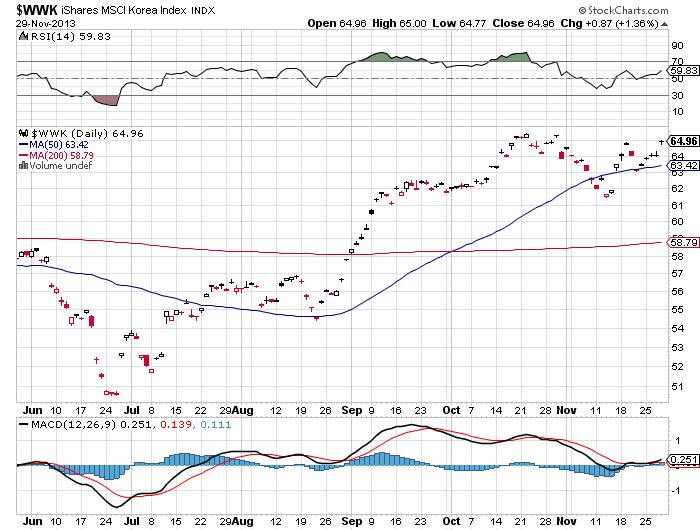 $WWK iShares MSCI Korea Index INDX
© StockCharts.com
29-Nov-2013
Open 64.96 High 65.00 Low 64.77 Close 64.96 Chg +0.87 (+1.36%)
RSI(14) 59.83
90
70
59.83
50
30
10
$WWK (Daily) 64.96
MA(50) 63.42
MA(200) 58.79
Volume undef
64.96
64
63.42
63
62
61
60
58.79
58
57
56
55
54
53
52
51
Jun 10 17 24 Jul 8 15 22 29 Aug 12 19 26 Sep 9 16 23 Oct 7 14 21 28 Nov 11 18 25
MACD(12,26,9) 0.251, 0.139, 0.111
1
0.251
-1
Jun 10 17 24 Jul 8 15 22 29 Aug 12 19 26 Sep 9 16 23 Oct 7 14 21 28 Nov 11 18 25